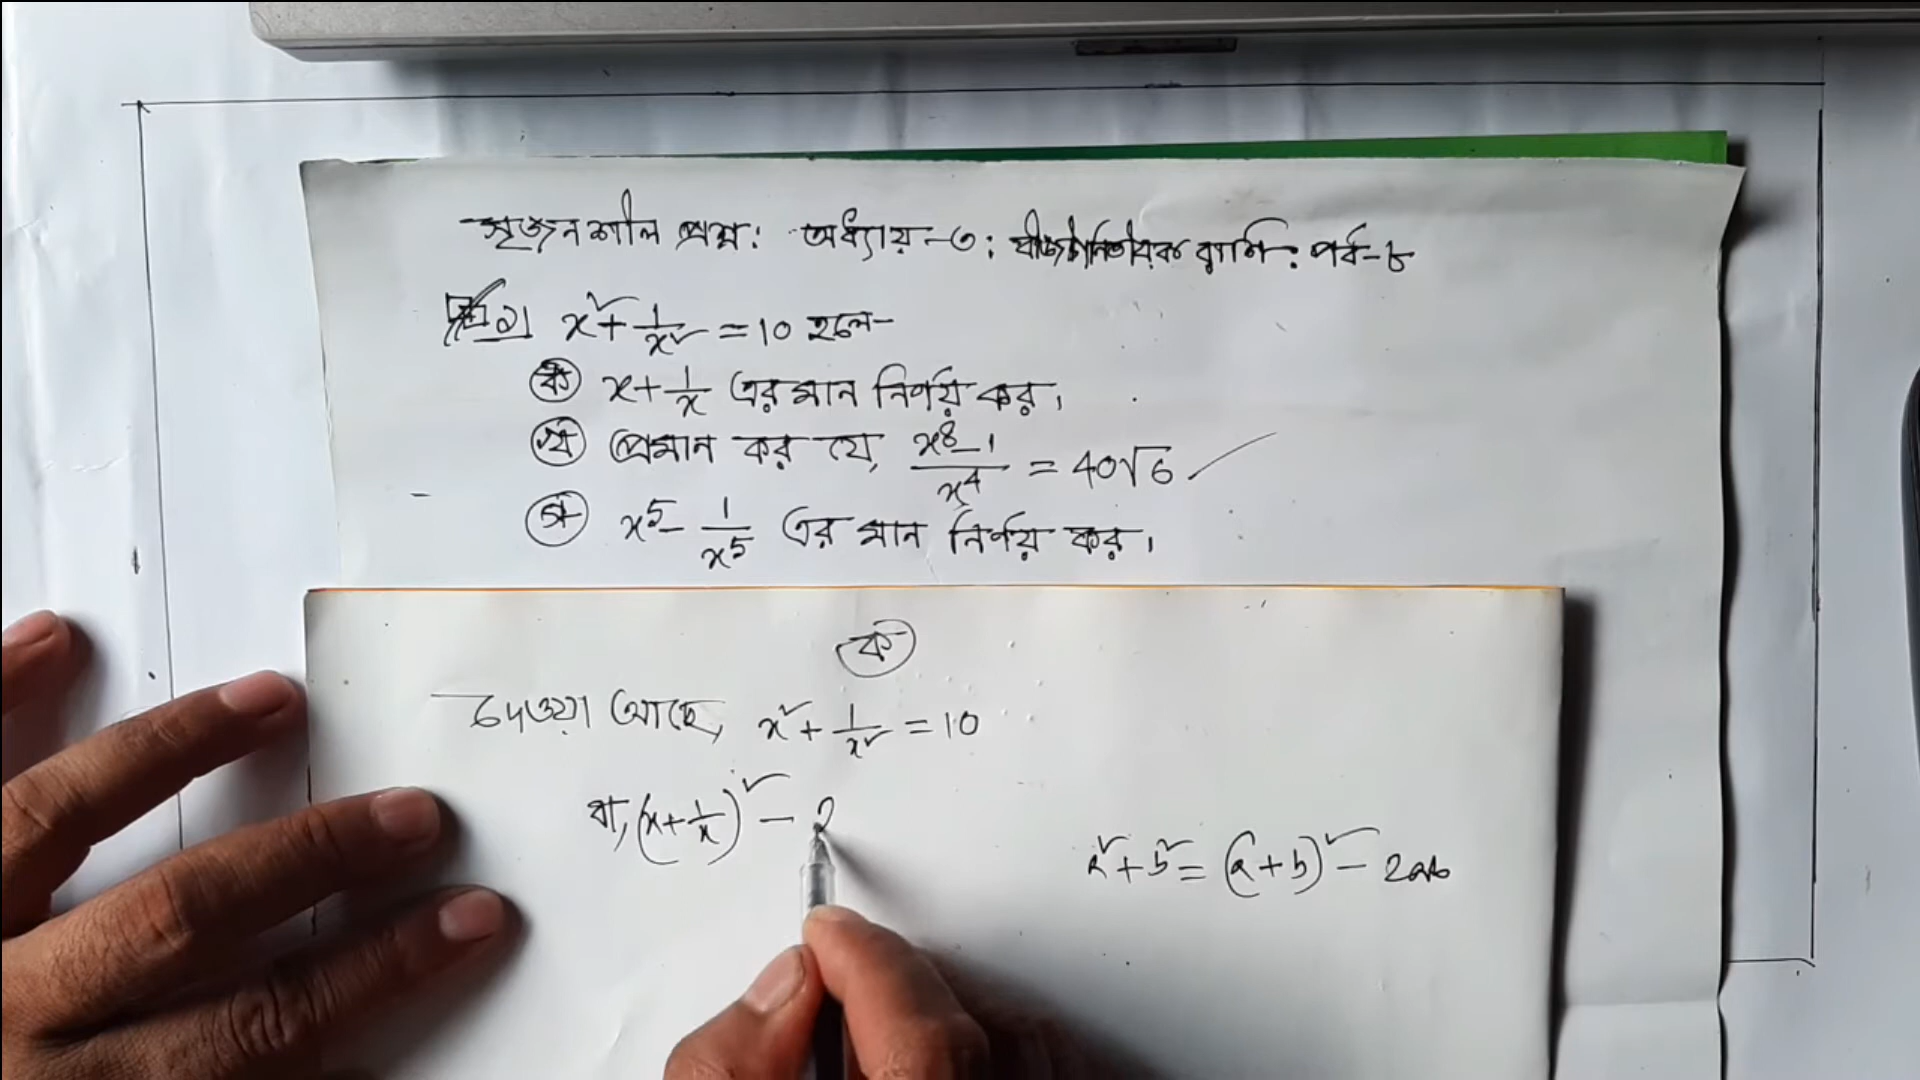 সৃজনশীল প্রশ্ন: অধ্যায়-৩: বীজগানিতীয়ক রাশি: পর্ব-৮
২। x²+1/x² = 10 হলে-
(ক) x+1/x এর মান নির্ণয় কর।
(খ) প্রমান কর যে, (x⁸-1)/x⁴ = 40√6
(গ) x⁵-1/x⁵ এর মান নির্ণয় কর।
(ক)
দেওয়া আছে, x²+1/x² = 10
বা, (x+1/x)² - 2
a²+b² = (a+b)² - 2ab